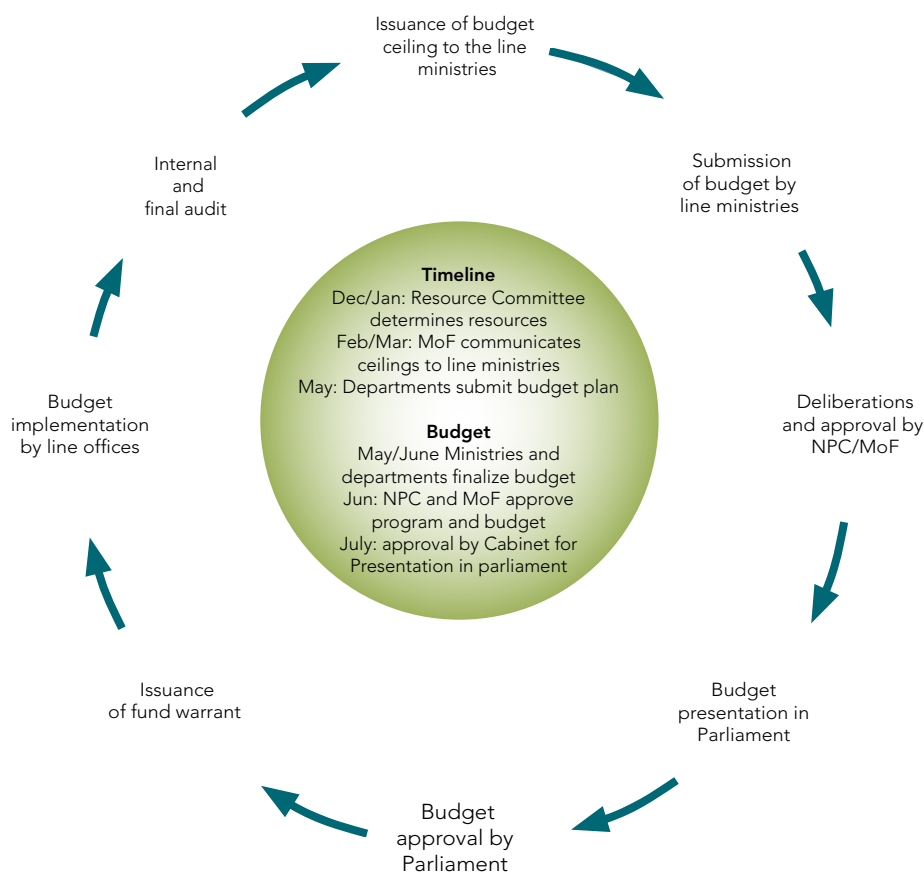 Issuance of budget
ceiling to the line
ministries
Submission
of budget by
line ministries
Deliberations
and approval by
NPC/MoF
Budget
presentation in
Parliament
Budget
approval by
Parliament
Issuance
of fund warrant
Budget
implementation
by line offices
Internal
and
final audit
Timeline
Dec/Jan: Resource Committee
determines resources
Feb/Mar: MoF communicates
ceilings to line ministries
May: Departments submit budget plan
Budget
May/June Ministries and
departments finalize budget
Jun: NPC and MoF approve
program and budget
July: approval by Cabinet for
Presentation in parliament